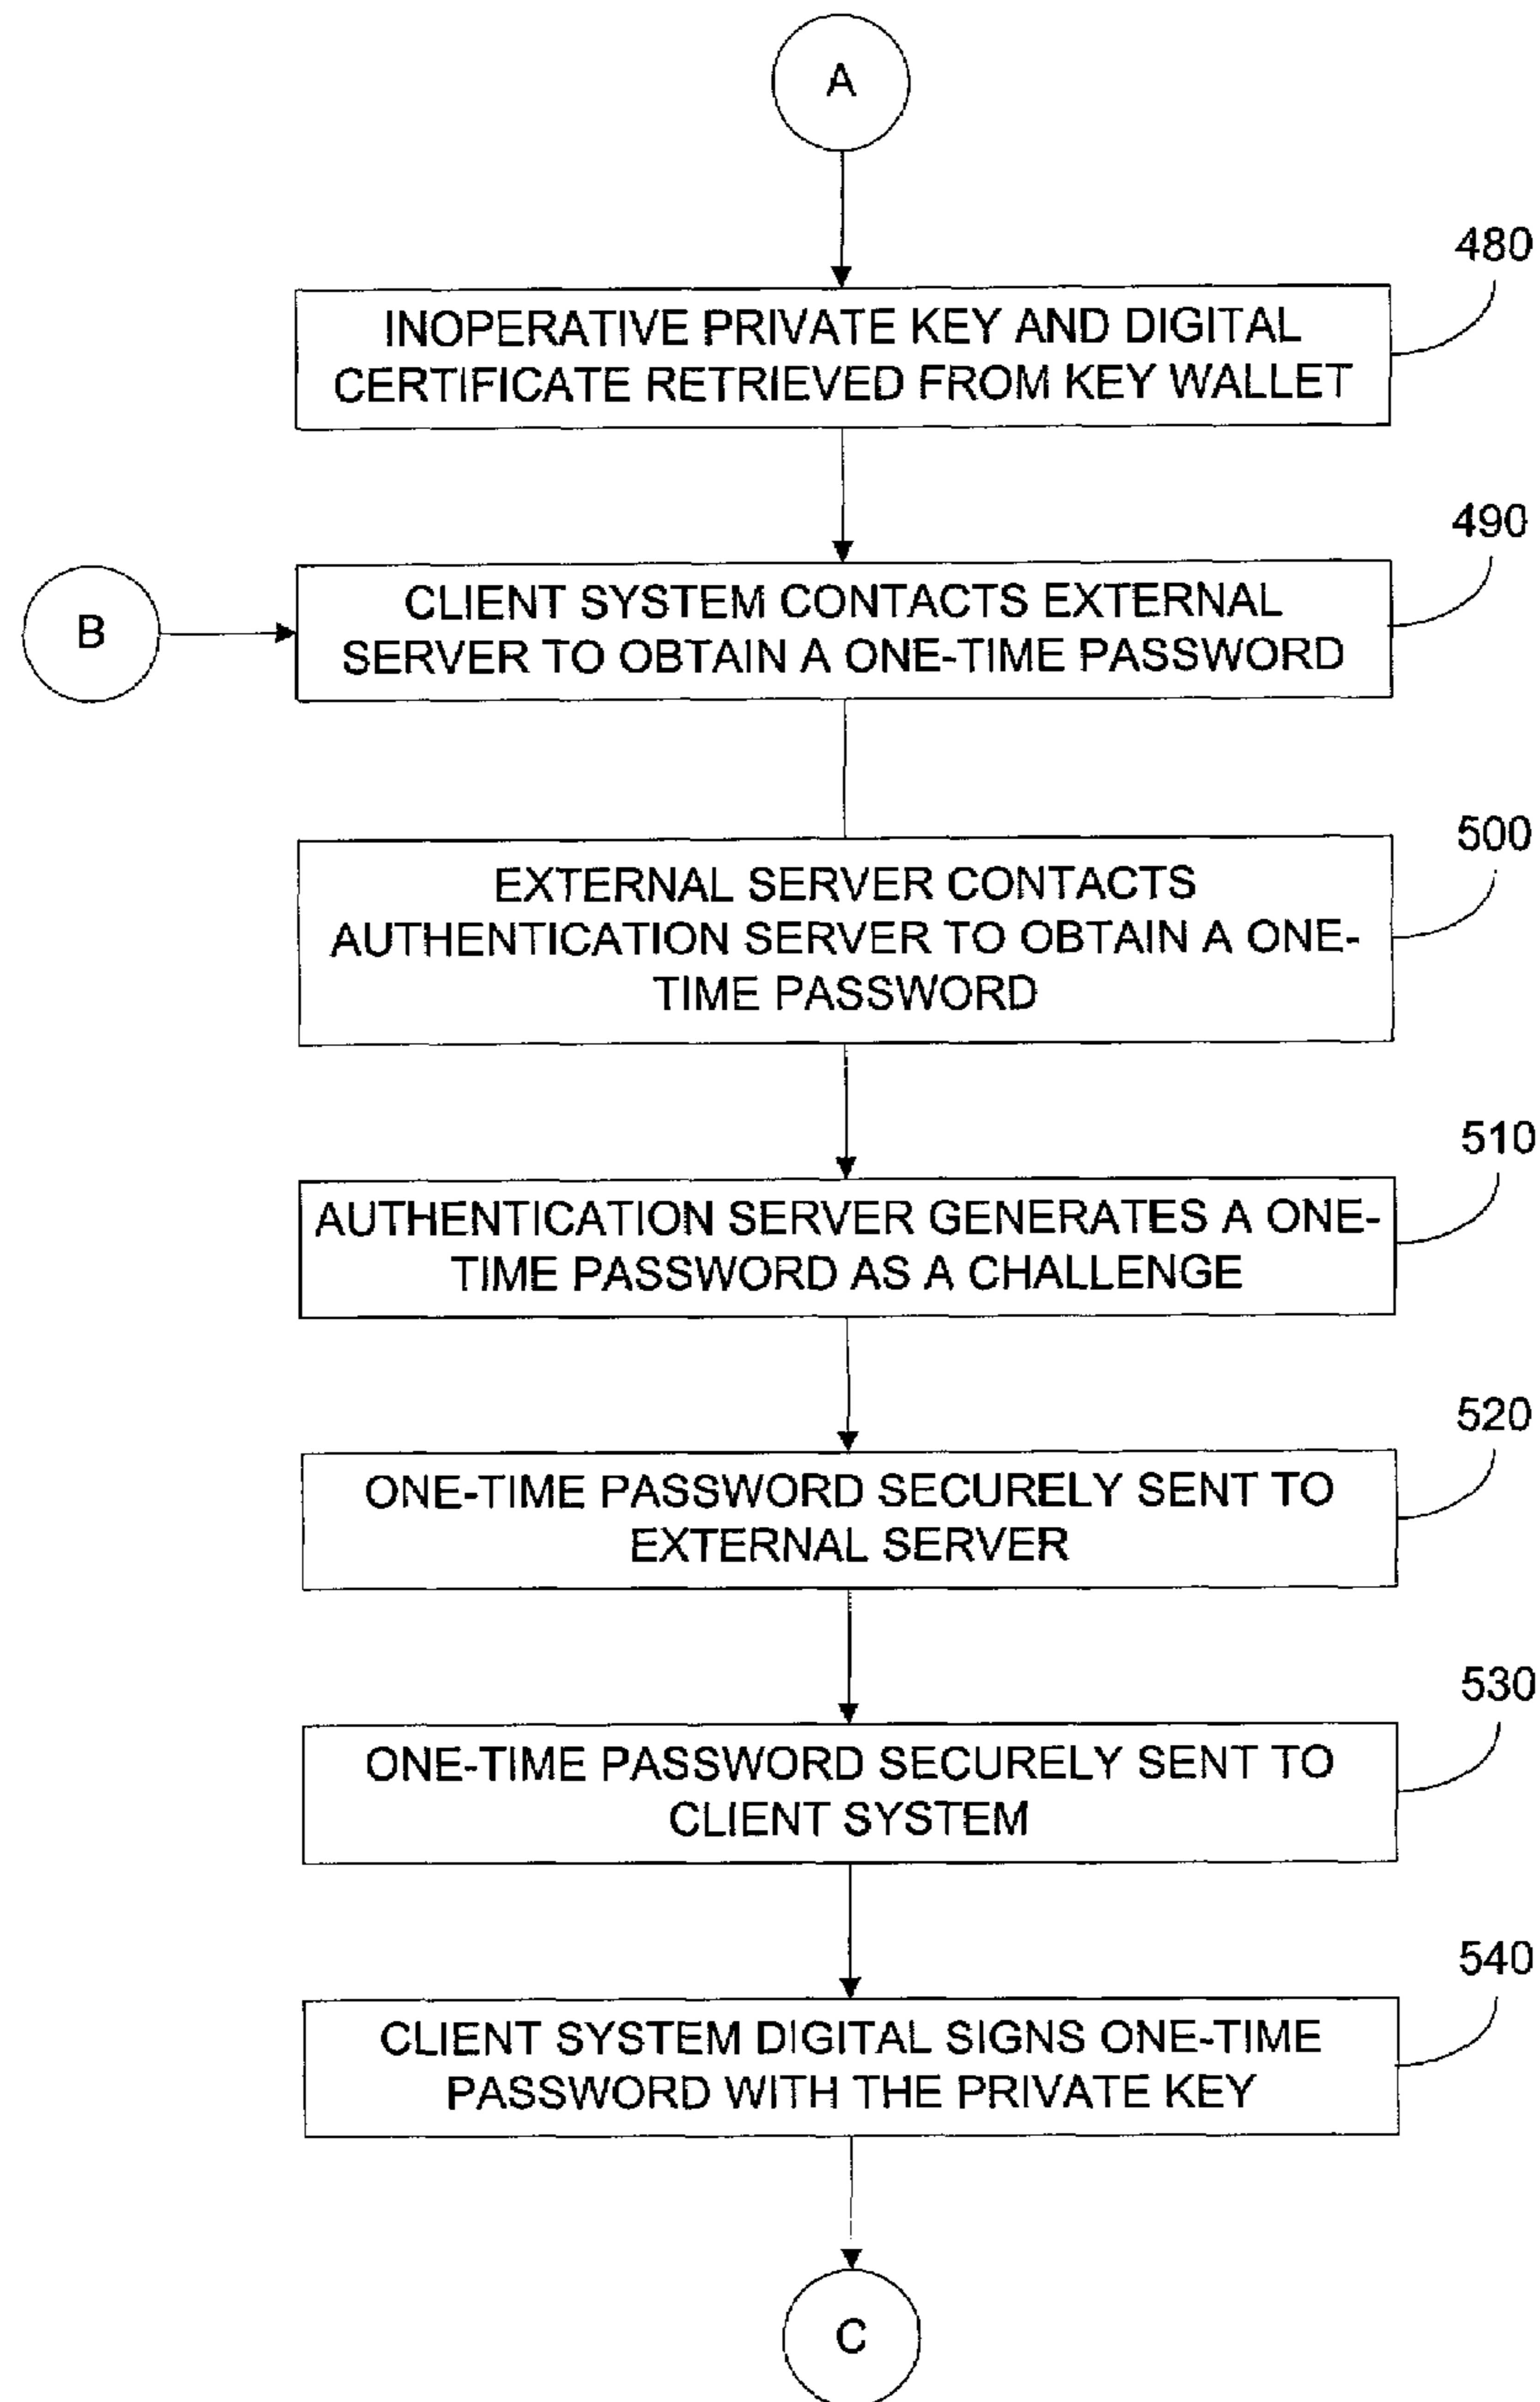 A
480
INOPERATIVE PRIVATE KEY AND DIGITAL
CERTIFICATE RETRIEVED FROM KEY WALLET
490
B
CLIENT SYSTEM CONTACTS EXTERNAL
SERVER TO OBTAIN A ONE-TIME PASSWORD
500
EXTERNAL SERVER CONTACTS
AUTHENTICATION SERVER TO OBTAIN A ONE-
TIME PASSWORD
510
AUTHENTICATION SERVER GENERATES A ONE-
TIME PASSWORD AS A CHALLENGE
520
ONE-TIME PASSWORD SECURELY SENT TO
EXTERNAL SERVER
530
ONE-TIME PASSWORD SECURELY SENT TO
CLIENT SYSTEM
540
CLIENT SYSTEM DIGITAL SIGNS ONE-TIME
PASSWORD WITH THE PRIVATE KEY
C